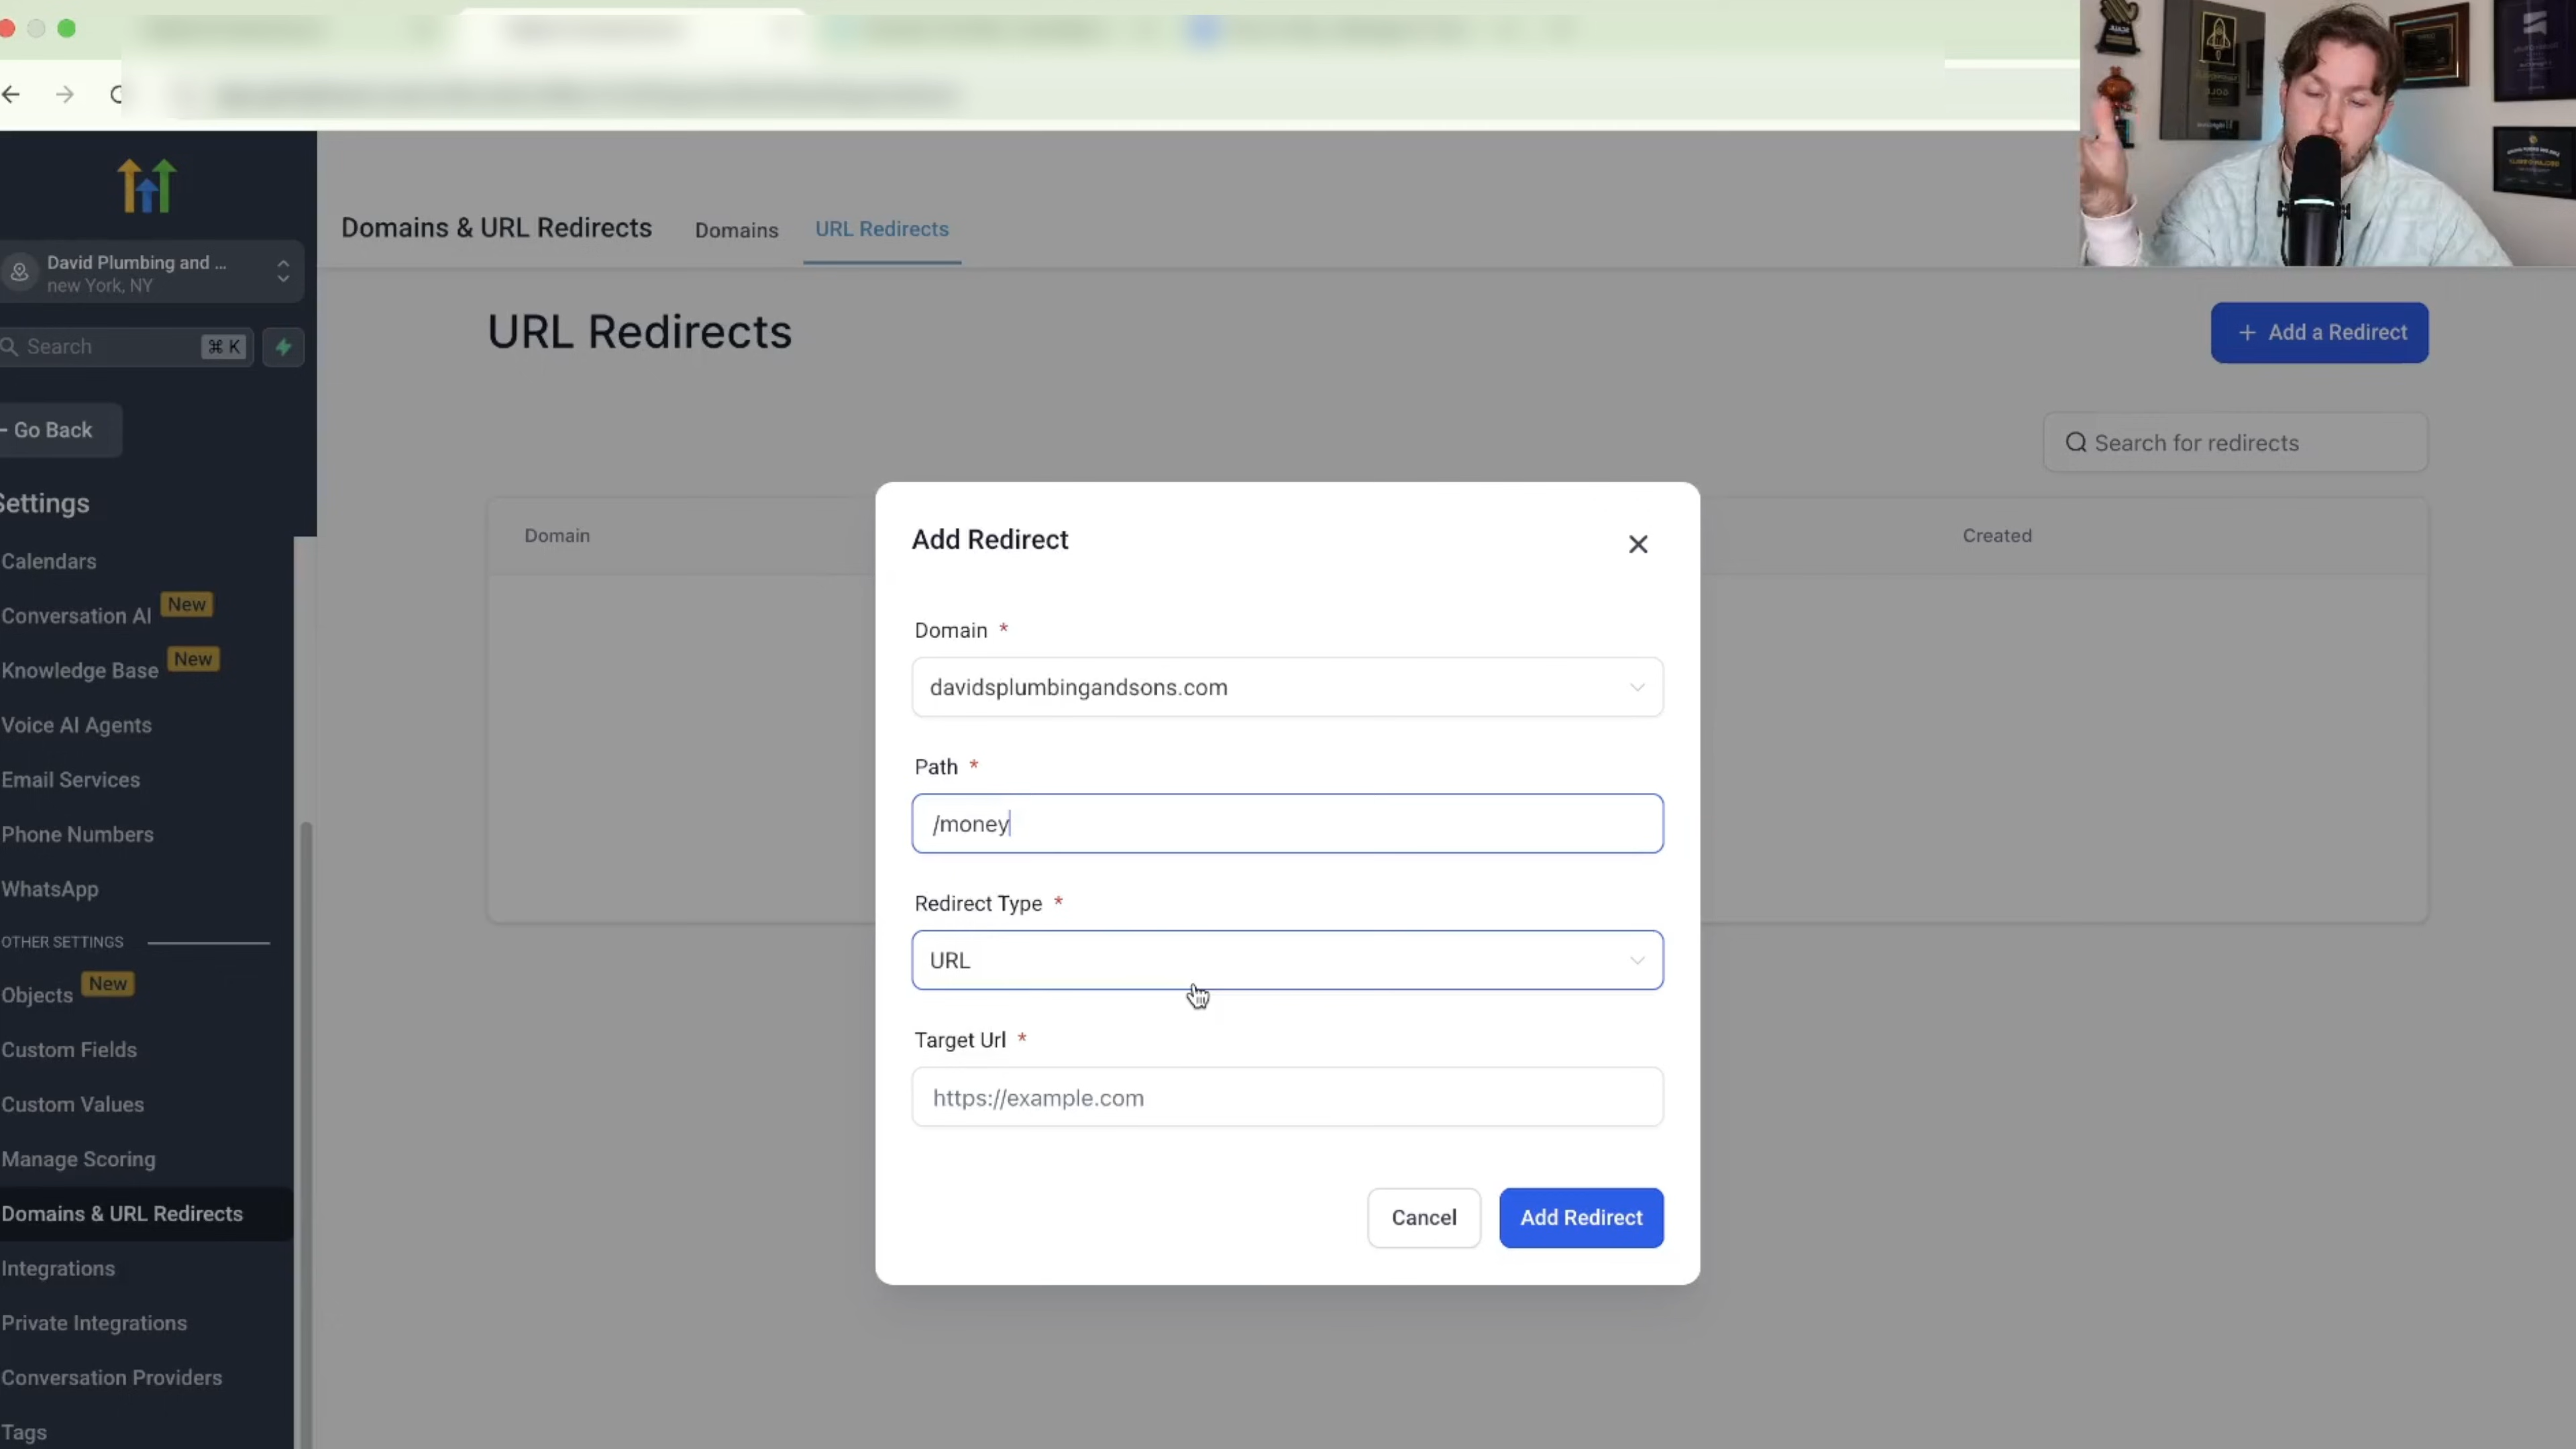 David Plumbing and ...
new York, NY
Search
⌘ K
Go Back
Settings
Calendars
Conversation AI New
Knowledge Base New
Voice AI Agents
Email Services
Phone Numbers
WhatsApp
OTHER SETTINGS
Objects New
Custom Fields
Custom Values
Manage Scoring
Domains & URL Redirects
Integrations
Private Integrations
Conversation Providers
Tags
Domains & URL Redirects
Domains
URL Redirects
URL Redirects
+ Add a Redirect
Search for redirects
Domain
Created
Add Redirect
Domain *
davidsplumbingandsons.com
Path *
/money
Redirect Type *
URL
Target Url *
https://example.com
Cancel
Add Redirect